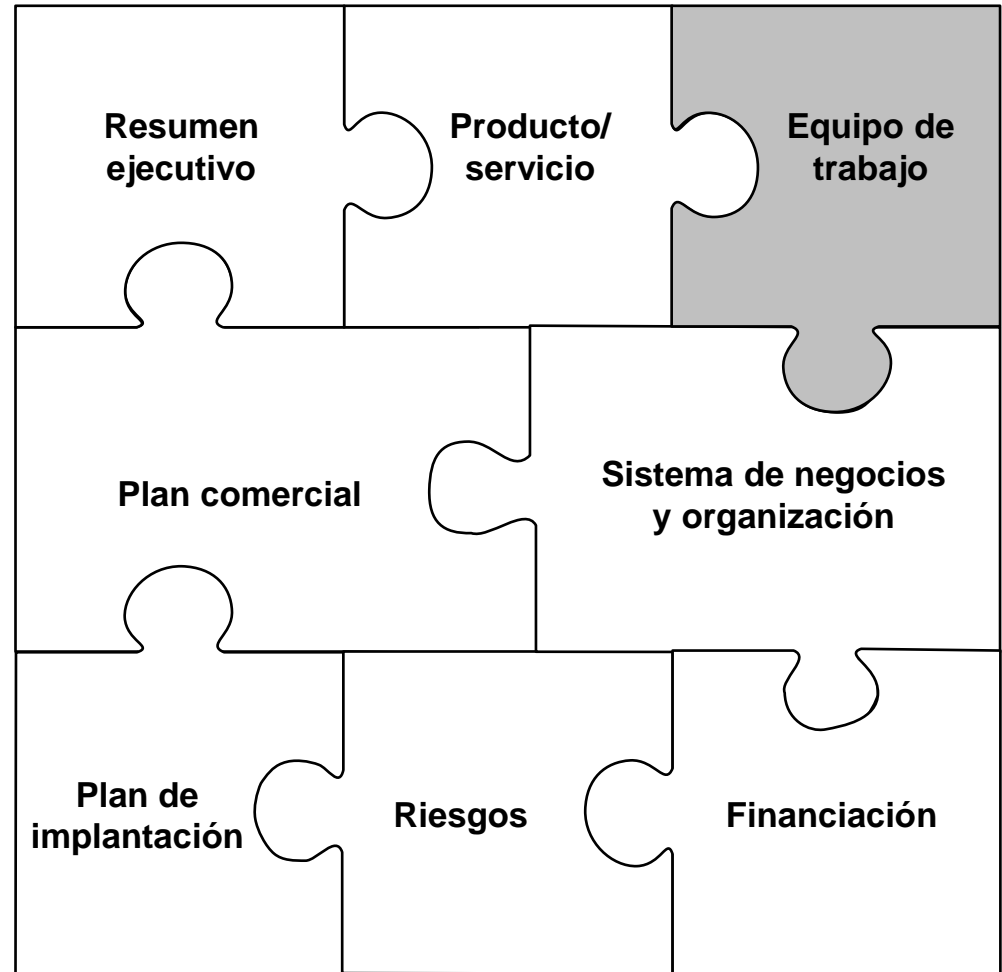 Resumen
ejecutivo
Producto/
servicio
Equipo de
trabajo
Plan comercial
Sistema de negocios
y organización
Plan de
implantación
Riesgos
Financiación